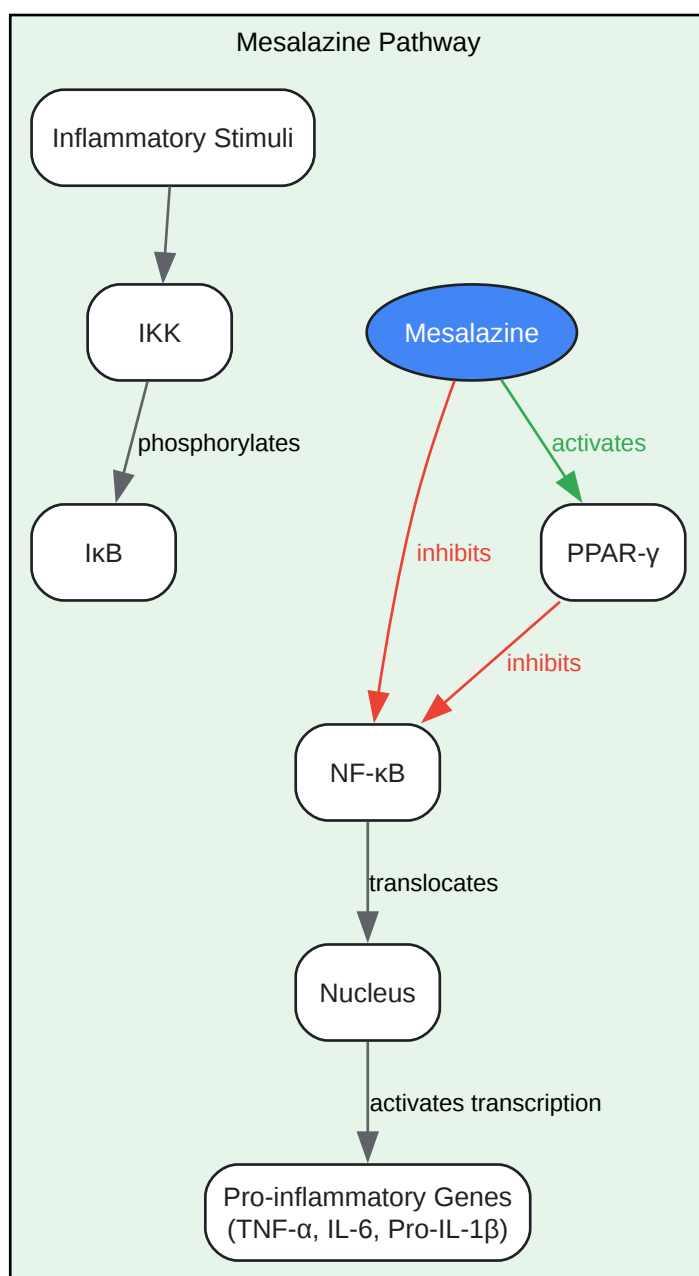 Mesalazine Pathway
Inflammatory Stimuli
IKK
Mesalazine
phosphorylates
activates
IκB
inhibits
PPAR-γ
inhibits
NF-κB
translocates
Nucleus
activates transcription
Pro-inflammatory Genes
(TNF-α, IL-6, Pro-IL-1β)